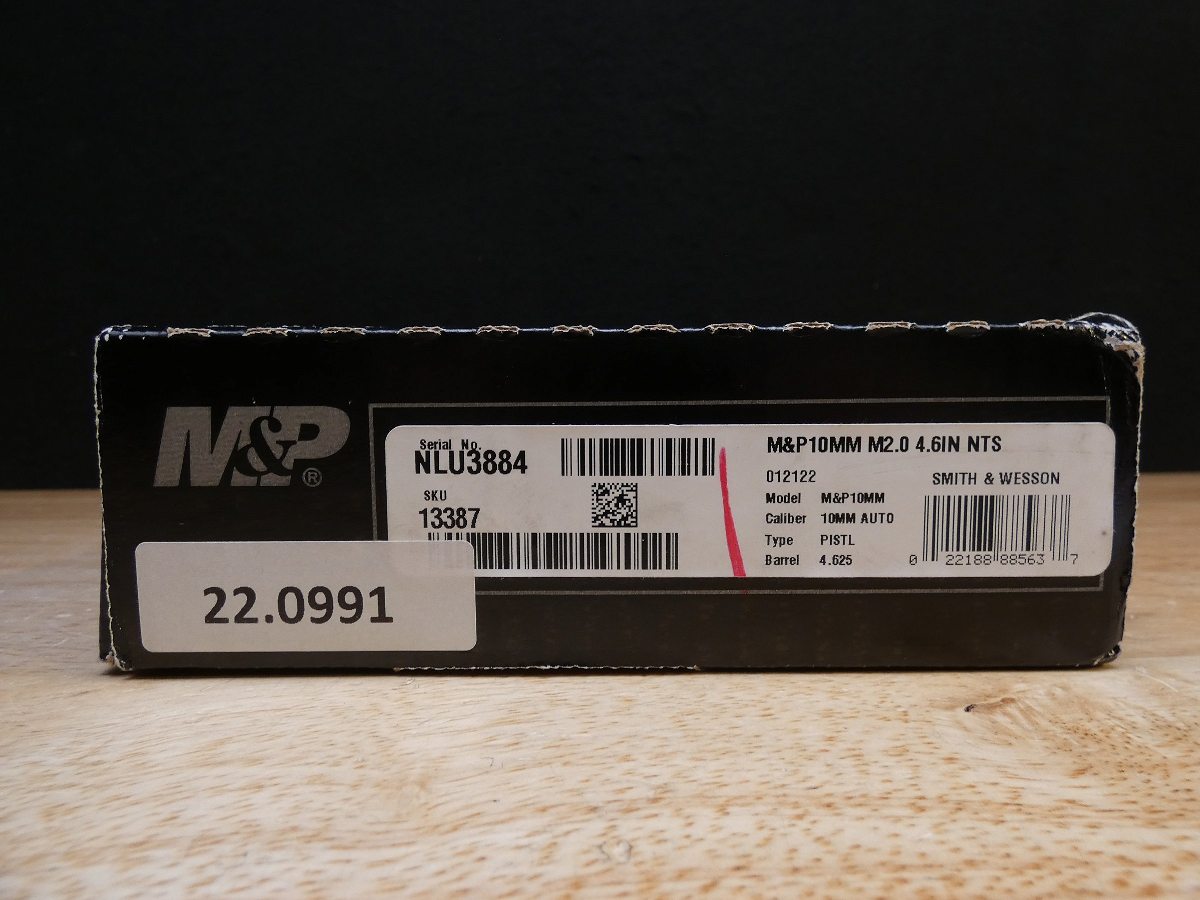 M&P®
Serial No.
NLU3884
SKU
13387
22.0991
M&P10MM M2.0 4.6IN NTS
012122
SMITH & WESSON
Model M&P10MM
Caliber 10MM AUTO
Type PISTL
Barrel 4.625
0 22188 88563 7